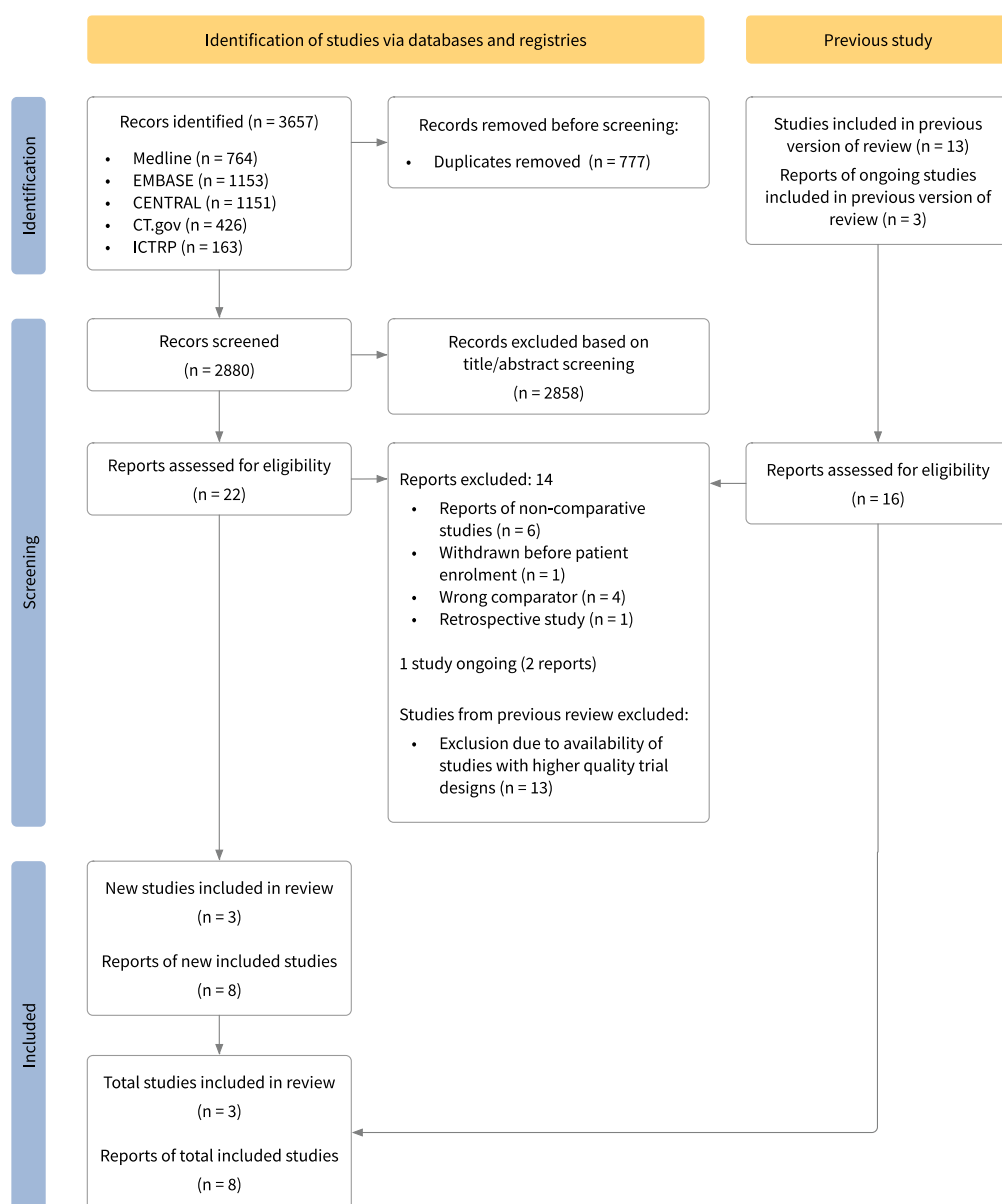 Identification of studies via databases and registries
Previous study
Identification
Recors identified (n = 3657)
• Medline (n = 764)
• EMBASE (n = 1153)
• CENTRAL (n = 1151)
• CT.gov (n = 426)
• ICTRP (n = 163)
Records removed before screening:
• Duplicates removed (n = 777)
Studies included in previous
version of review (n = 13)
Reports of ongoing studies
included in previous version of
review (n = 3)
Screening
Recors screened
(n = 2880)
Records excluded based on
title/abstract screening
(n = 2858)
Reports assessed for eligibility
(n = 22)
Reports excluded: 14
• Reports of non-comparative
studies (n = 6)
• Withdrawn before patient
enrolment (n = 1)
• Wrong comparator (n = 4)
• Retrospective study (n = 1)
1 study ongoing (2 reports)
Studies from previous review excluded:
• Exclusion due to availability of
studies with higher quality trial
designs (n = 13)
Reports assessed for eligibility
(n = 16)
Included
New studies included in review
(n = 3)
Reports of new included studies
(n = 8)
Total studies included in review
(n = 3)
Reports of total included studies
(n = 8)